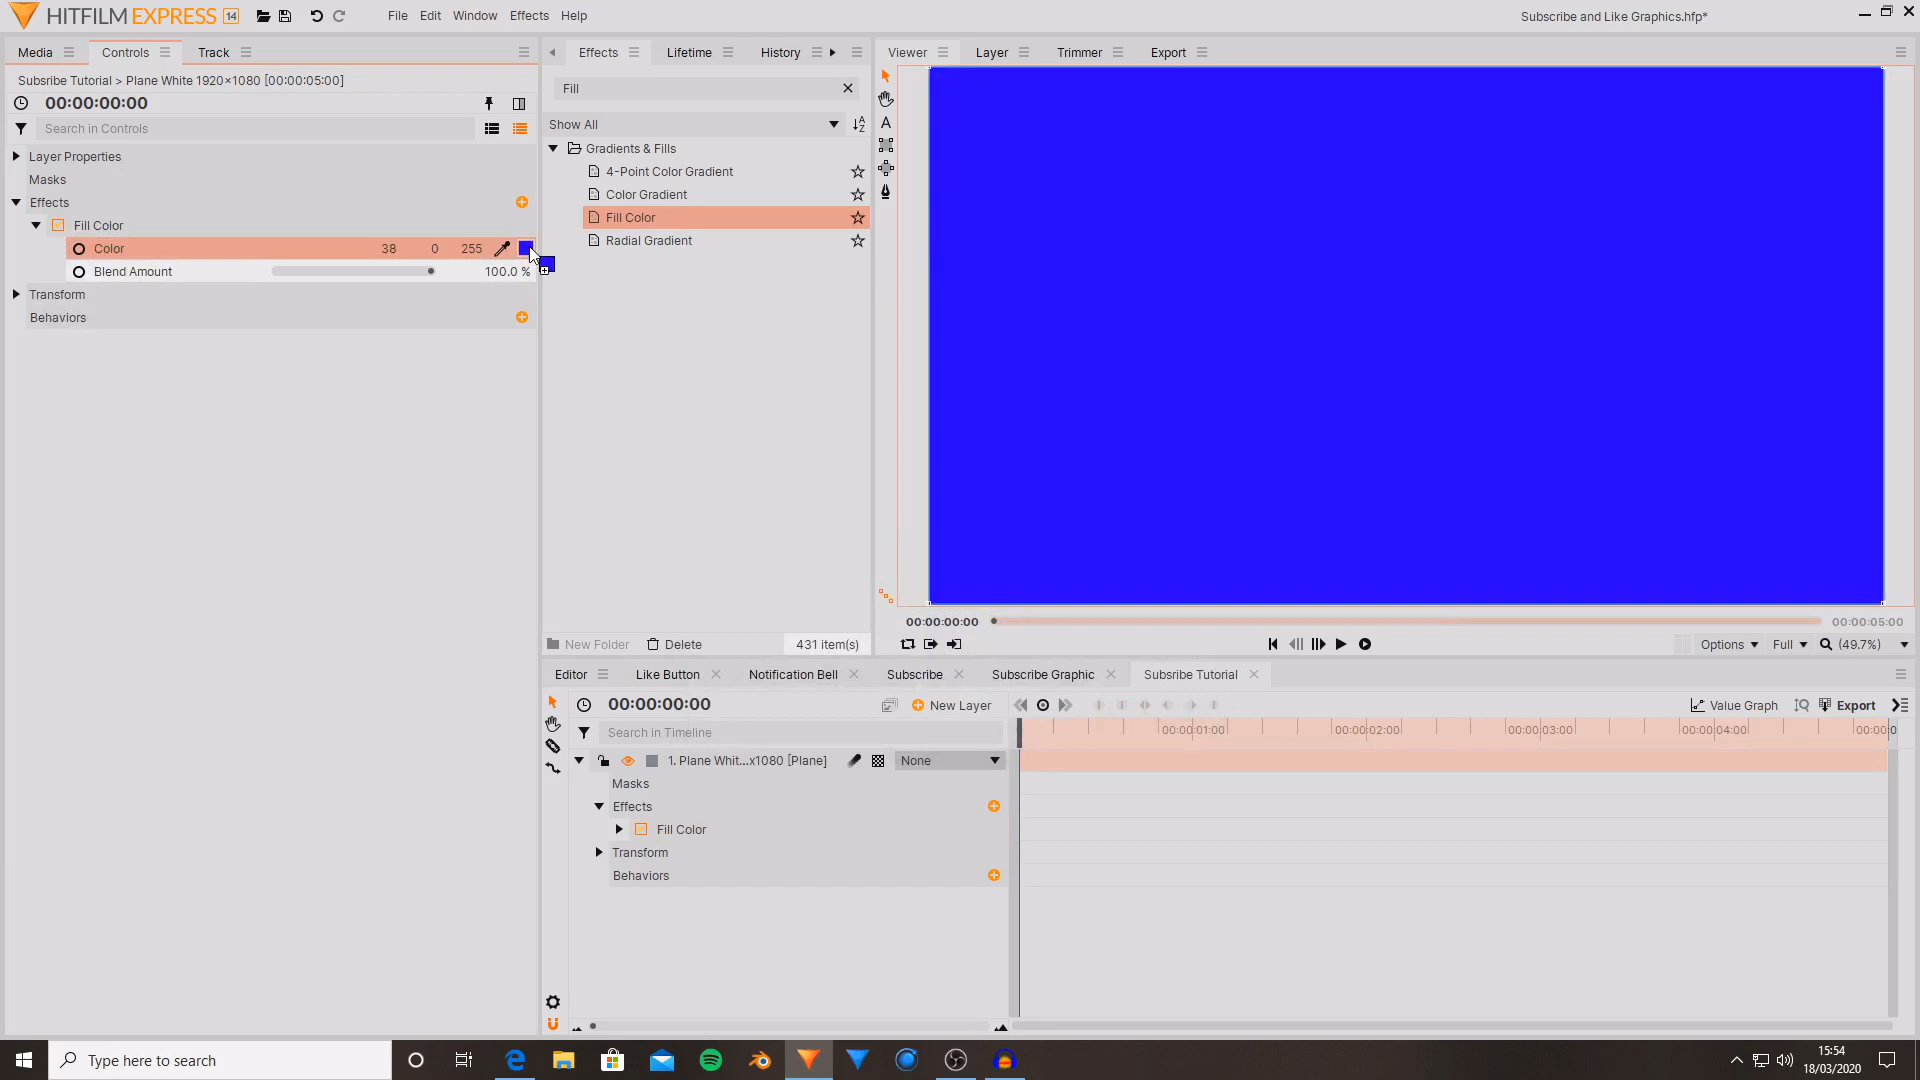 HITFILM EXPRESS 14 File Edit Window Effects Help Subscribe and Like Graphics.hfp*
Media Controls Track
Subsribe Tutorial > Plane White 1920×1080 [00:00:05:00]
00:00:00:00
Search in Controls
Layer Properties
Masks
Effects
Fill Color
Color 38 0 255
Blend Amount 100.0 %
Transform
Behaviors
Effects Lifetime History
Fill
Show All
Gradients & Fills
4-Point Color Gradient
Color Gradient
Fill Color
Radial Gradient
New Folder Delete 431 item(s)
Viewer Layer Trimmer Export
A
00:00:00:00 00:00:05:00
Options Full (49.7%)
Editor Like Button Notification Bell Subscribe Subscribe Graphic Subsribe Tutorial
00:00:00:00 New Layer Value Graph Export
Search in Timeline
00:00:01:00 00:00:02:00 00:00:03:00 00:00:04:00 00:00:0
1. Plane Whit...x1080 [Plane] None
Masks
Effects
Fill Color
Transform
Behaviors
Type here to search
15:54
18/03/2020